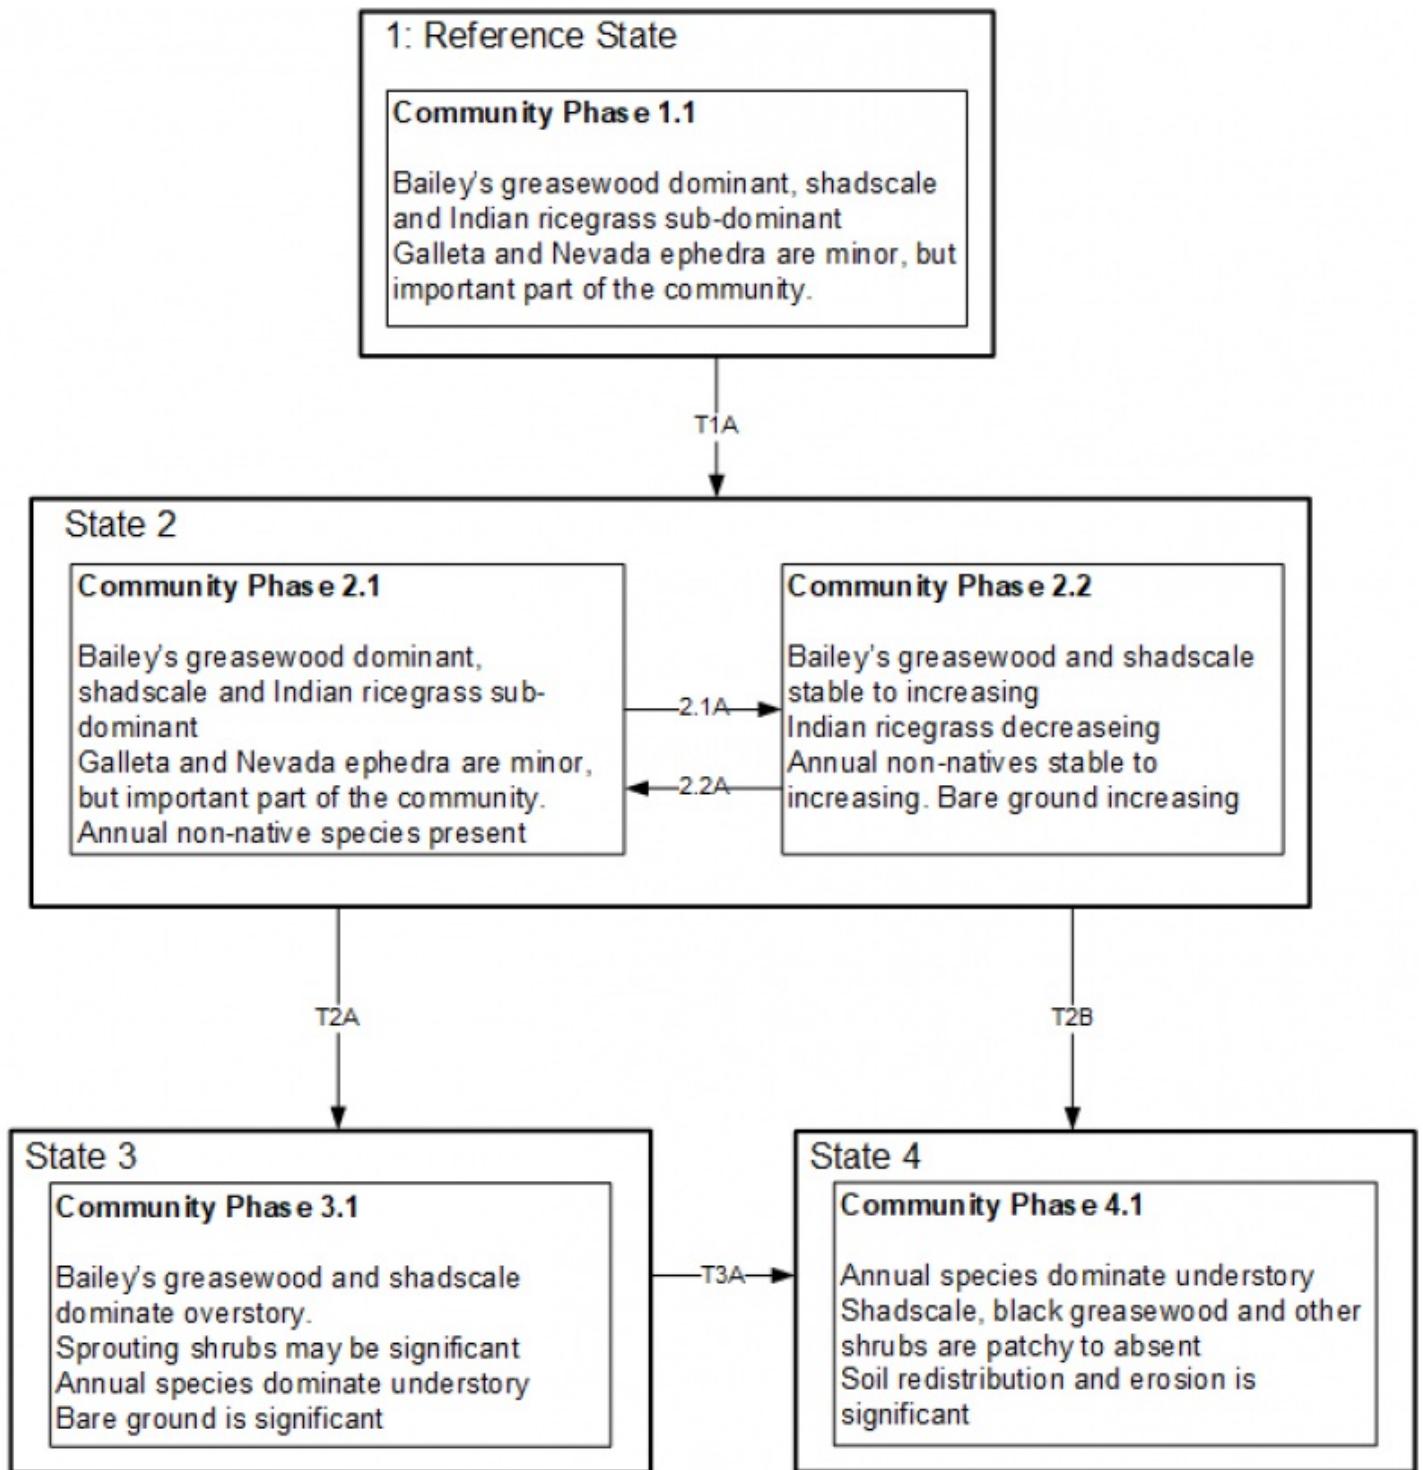 1: Reference State
Community Phase 1.1
Bailey's greasewood dominant, shadscale
and Indian ricegrass sub-dominant
Galleta and Nevada ephedra are minor, but
important part of the community.
T1A
State 2
Community Phase 2.1
Bailey's greasewood dominant,
shadscale and Indian ricegrass sub-
dominant
Galleta and Nevada ephedra are minor,
but important part of the community.
Annual non-native species present
2.1A
2.2A
Community Phase 2.2
Bailey's greasewood and shadscale
stable to increasing
Indian ricegrass decreaseing
Annual non-natives stable to
increasing. Bare ground increasing
T2A
T2B
State 3
Community Phase 3.1
Bailey's greasewood and shadscale
dominate overstory.
Sprouting shrubs may be significant
Annual species dominate understory
Bare ground is significant
T3A
State 4
Community Phase 4.1
Annual species dominate understory
Shadscale, black greasewood and other
shrubs are patchy to absent
Soil redistribution and erosion is
significant